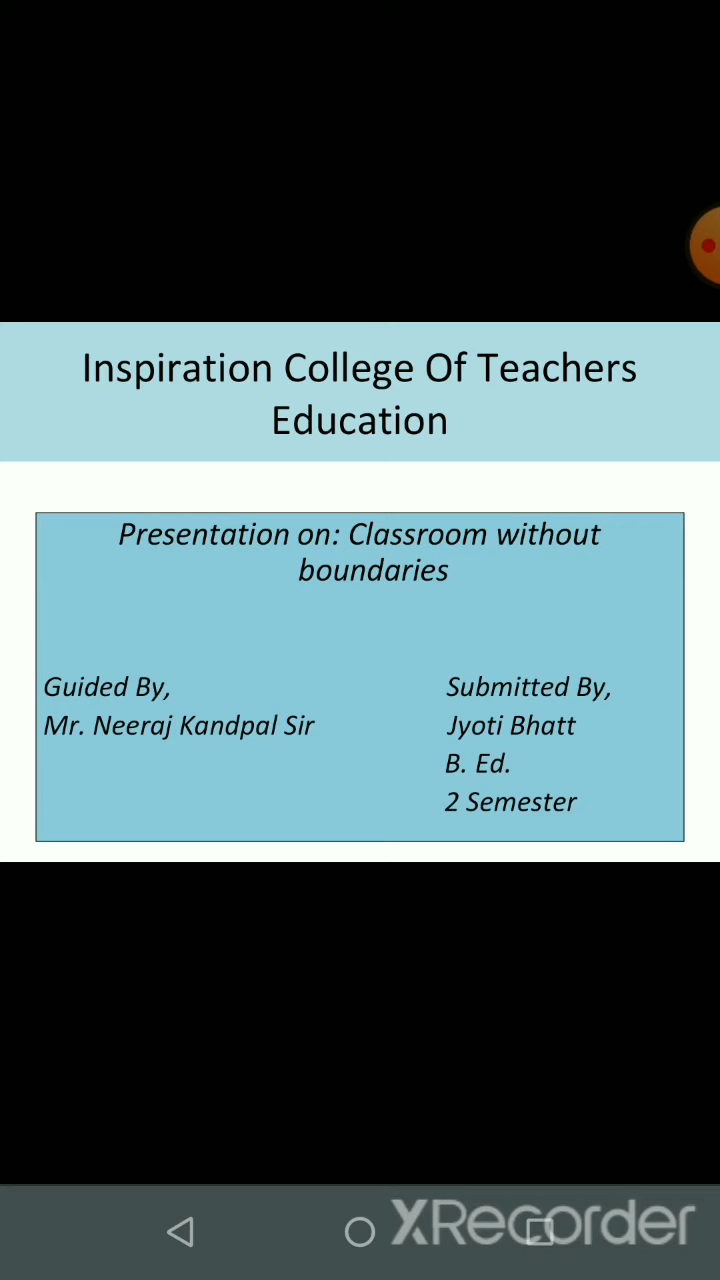 Inspiration College Of Teachers
Education
Presentation on: Classroom without
boundaries
Guided By,
Mr. Neeraj Kandpal Sir
Submitted By,
Jyoti Bhatt
B. Ed.
2 Semester
XRecorder